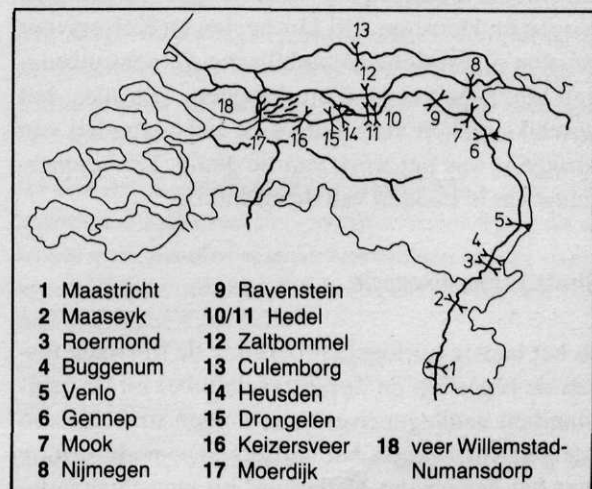 13
8
12
18
10
17
16
15
14
11
9
7
6
5
4
3
2
1
1 Maastricht
2 Maaseyk
3 Roermond
4 Buggenum
5 Venlo
6 Gennep
7 Mook
8 Nijmegen
9 Ravenstein
10/11 Hedel
12 Zaltbommel
13 Culemborg
14 Heusden
15 Drongelen
16 Keizersveer
17 Moerdijk
18 veer Willemstad-
Numansdorp